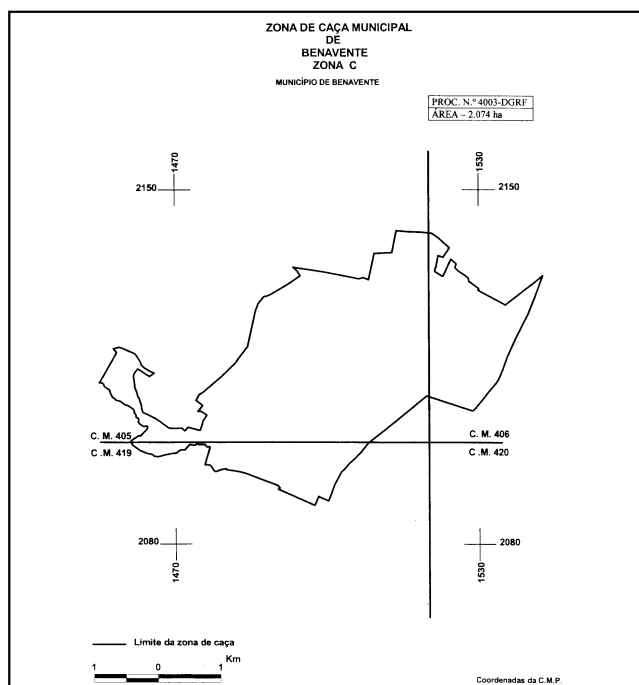 ZONA DE CAÇA MUNICIPAL
DE
BENAVENTE
ZONA C
MUNICÍPIO DE BENAVENTE
PROC. N.º 4003-DGRF
ÁREA – 2.074 ha
1470
1530
2150
2150
C. M. 405
C. M. 406
C .M. 419
C .M. 420
2080
2080
1470
1530
Limite da zona de caça
Km
1 0 1
Coordenadas da C.M.P.